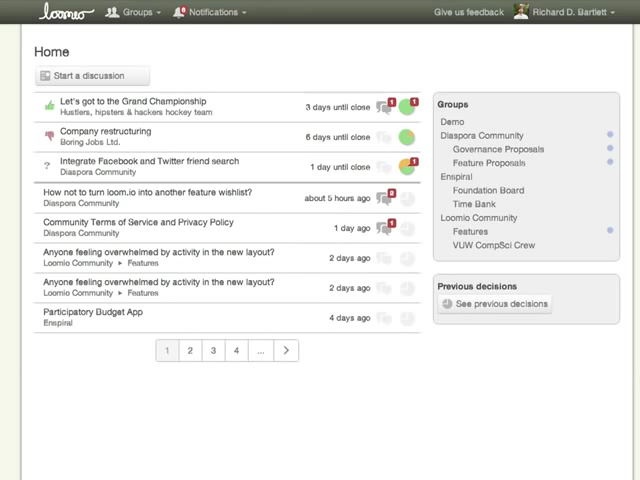 loomio Groups 6 Notifications Give us feedback Richard D. Bartlett
Home
Start a discussion
Let's got to the Grand Championship
Hustlers, hipsters & hackers hockey team
3 days until close 1 1
Company restructuring
Boring Jobs Ltd.
6 days until close
? Integrate Facebook and Twitter friend search
Diaspora Community
1 day until close 1
How not to turn loom.io into another feature wishlist?
Diaspora Community
about 5 hours ago 2
Community Terms of Service and Privacy Policy
Diaspora Community
1 day ago 1
Anyone feeling overwhelmed by activity in the new layout?
Loomio Community ▸ Features
2 days ago
Anyone feeling overwhelmed by activity in the new layout?
Loomio Community ▸ Features
2 days ago
Participatory Budget App
Enspiral
4 days ago
1 2 3 4 ... >
Groups
Demo
Diaspora Community
Governance Proposals
Feature Proposals
Enspiral
Foundation Board
Time Bank
Loomio Community
Features
VUW CompSci Crew
Previous decisions
See previous decisions